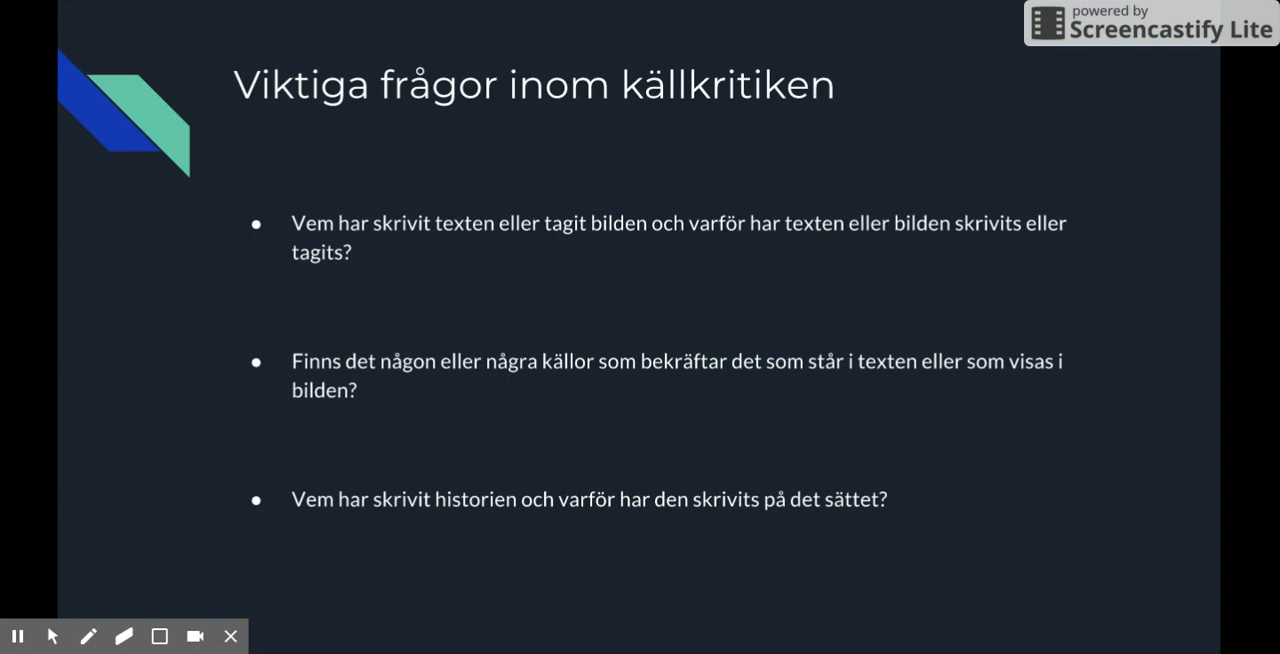 powered by
Screencastify Lite
Viktiga frågor inom källkritiken
● Vem har skrivit texten eller tagit bilden och varför har texten eller bilden skrivits eller
tagits?
● Finns det någon eller några källor som bekräftar det som står i texten eller som visas i
bilden?
● Vem har skrivit historien och varför har den skrivits på det sättet?